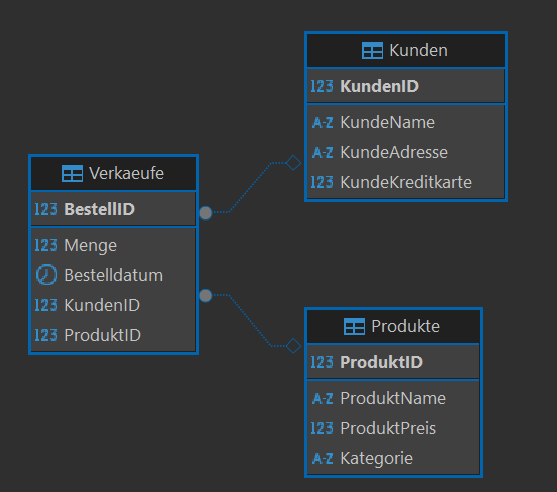 Kunden
123 KundenID
A-Z KundeName
A-Z KundeAdresse
123 KundeKreditkarte
Verkaeufe
123 BestellID
123 Menge
Bestelldatum
123 KundenID
123 ProduktID
Produkte
123 ProduktID
A-Z ProduktName
123 ProduktPreis
A-Z Kategorie